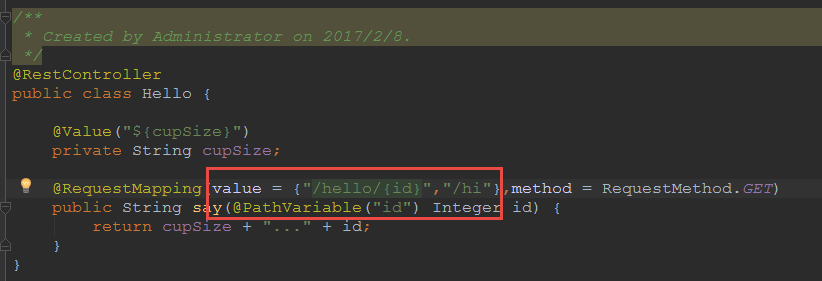 /**
* Created by Administrator on 2017/2/8.
*/
@RestController
public class Hello {
@Value("${cupSize}")
private String cupSize;
@RequestMapping(value = {"/hello/{id}","/hi"},method = RequestMethod.GET)
public String say(@PathVariable("id") Integer id) {
return cupSize + "..." + id;
}
}